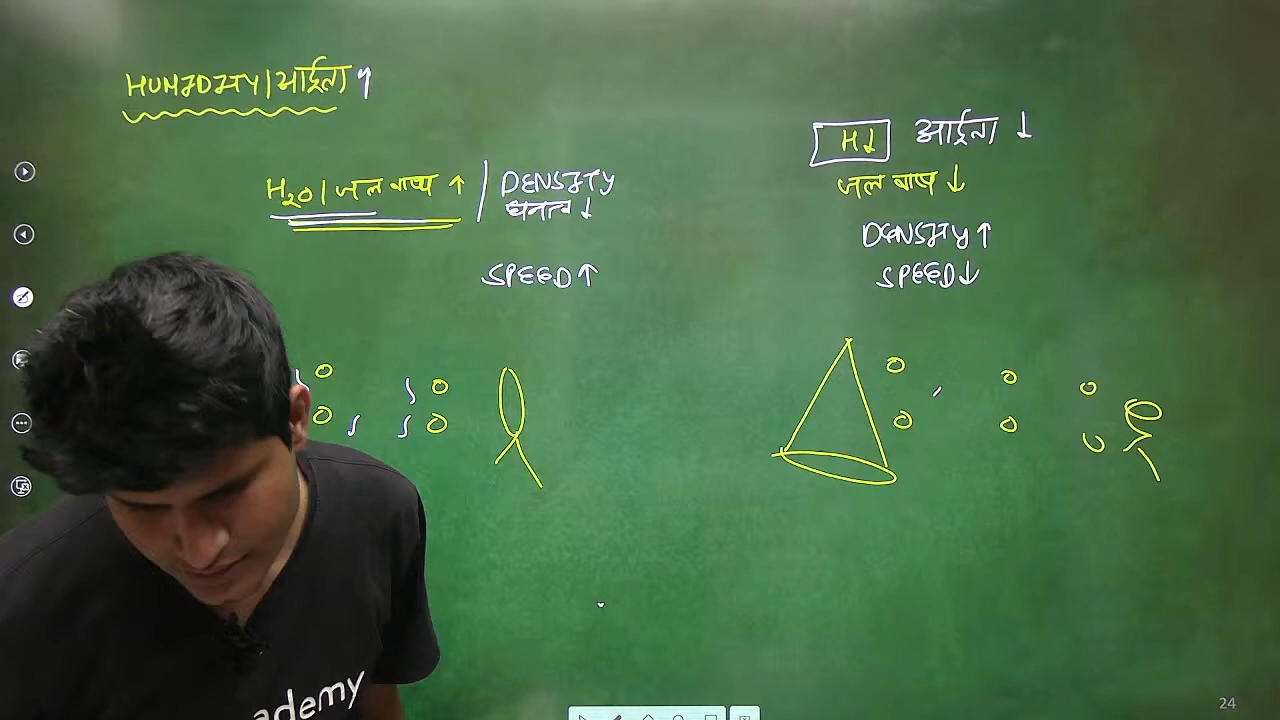 HUMIDITY | आर्द्रता ↑
H₂O | जल वाष्प ↑ | DENSITY
घनत्व ↓
SPEED ↑
H↓ आर्द्रता ↓
जल वाष्प ↓
DENSITY ↑
SPEED ↓
ademy
24